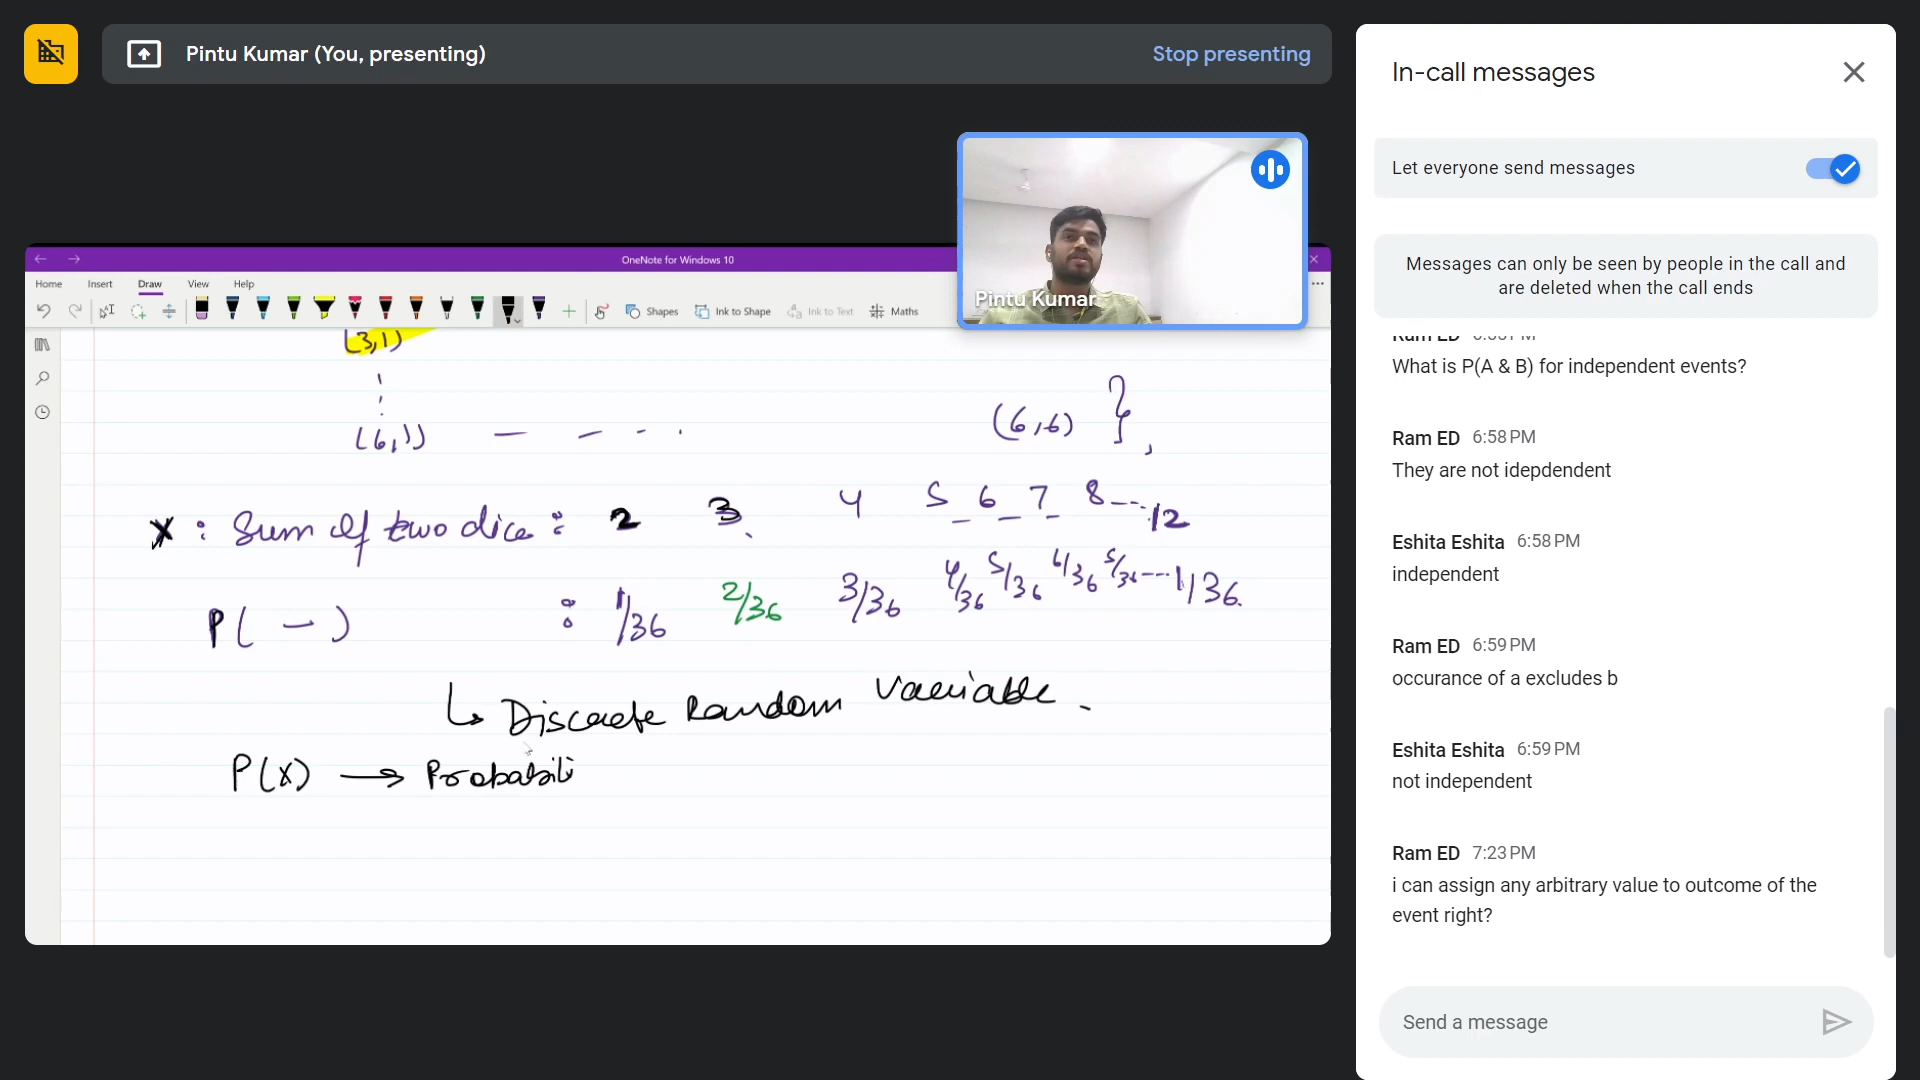 Pintu Kumar (You, presenting)
Stop presenting
OneNote for Windows 10
Home Insert Draw View Help
Shapes Ink to Shape Ink to Text Maths
Pintu Kumar
(3,1)
(6,1) (6,6) }
X : Sum of two dice : 2 3 4 5 6 7 8 --- 12
P( — ) : 1/36 2/36 3/36 4/36 5/36 6/36 5/36 --- 1/36
↳ Discrete Random Variable.
P(X) → Probabili
In-call messages
Let everyone send messages
Messages can only be seen by people in the call and
are deleted when the call ends
Ram ED
What is P(A & B) for independent events?
Ram ED 6:58 PM
They are not idepdendent
Eshita Eshita 6:58 PM
independent
Ram ED 6:59 PM
occurance of a excludes b
Eshita Eshita 6:59 PM
not independent
Ram ED 7:23 PM
i can assign any arbitrary value to outcome of the
event right?
Send a message